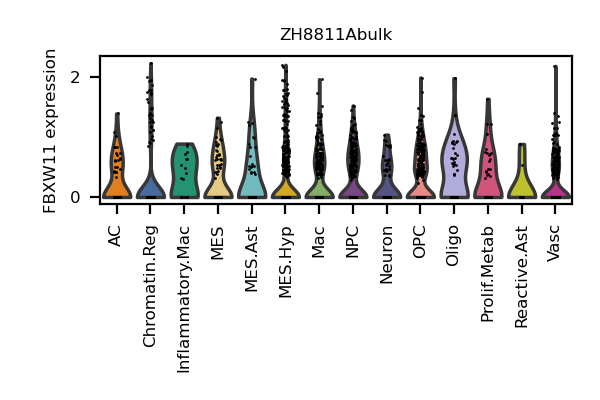 ZH8811Abulk
FBXW11 expression
2
0
AC
Chromatin.Reg
Inflammatory.Mac
MES
MES.Ast
MES.Hyp
Mac
NPC
Neuron
OPC
Oligo
Prolif.Metab
Reactive.Ast
Vasc